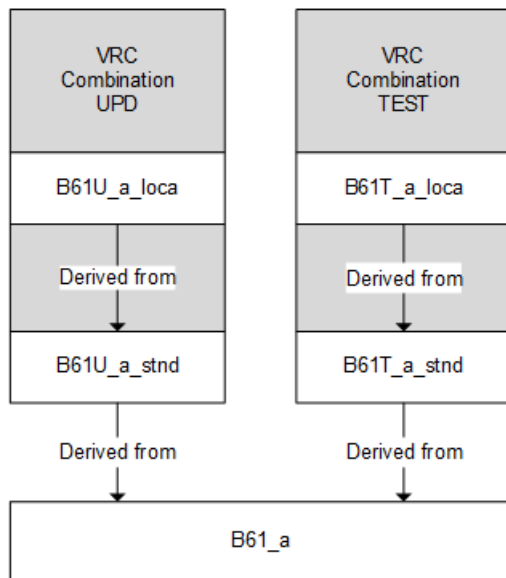 VRC
Combination
UPD
B61U_a_loca
Derived from
B61U_a_stnd
Derived from
VRC
Combination
TEST
B61T_a_loca
Derived from
B61T_a_stnd
Derived from
B61_a